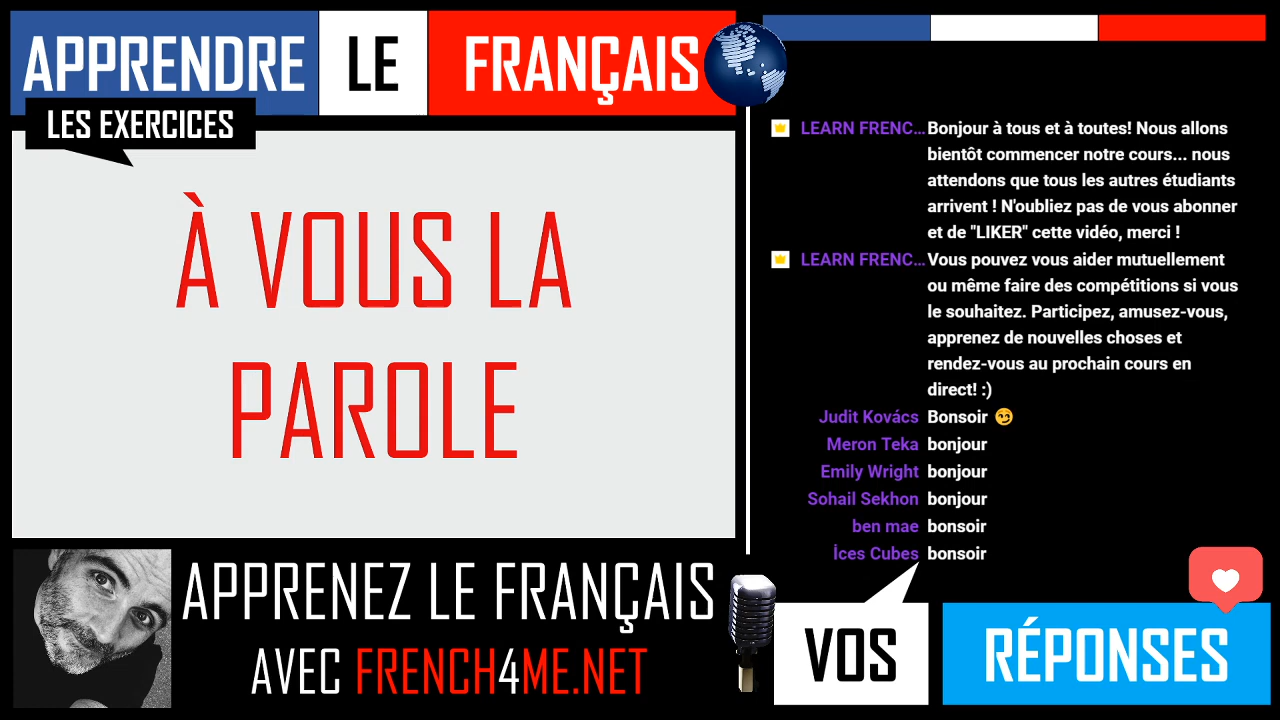 APPRENDRE LE FRANÇAIS
LES EXERCICES
À VOUS LA
PAROLE
APPRENEZ LE FRANÇAIS
AVEC FRENCH4ME.NET
LEARN FRENC... Bonjour à tous et à toutes! Nous allons
bientôt commencer notre cours... nous
attendons que tous les autres étudiants
arrivent ! N'oubliez pas de vous abonner
et de "LIKER" cette vidéo, merci !
LEARN FRENC... Vous pouvez vous aider mutuellement
ou même faire des compétitions si vous
le souhaitez. Participez, amusez-vous,
apprenez de nouvelles choses et
rendez-vous au prochain cours en
direct! :)
Judit Kovács Bonsoir 😏
Meron Teka bonjour
Emily Wright bonjour
Sohail Sekhon bonjour
ben mae bonsoir
İces Cubes bonsoir
VOS RÉPONSES